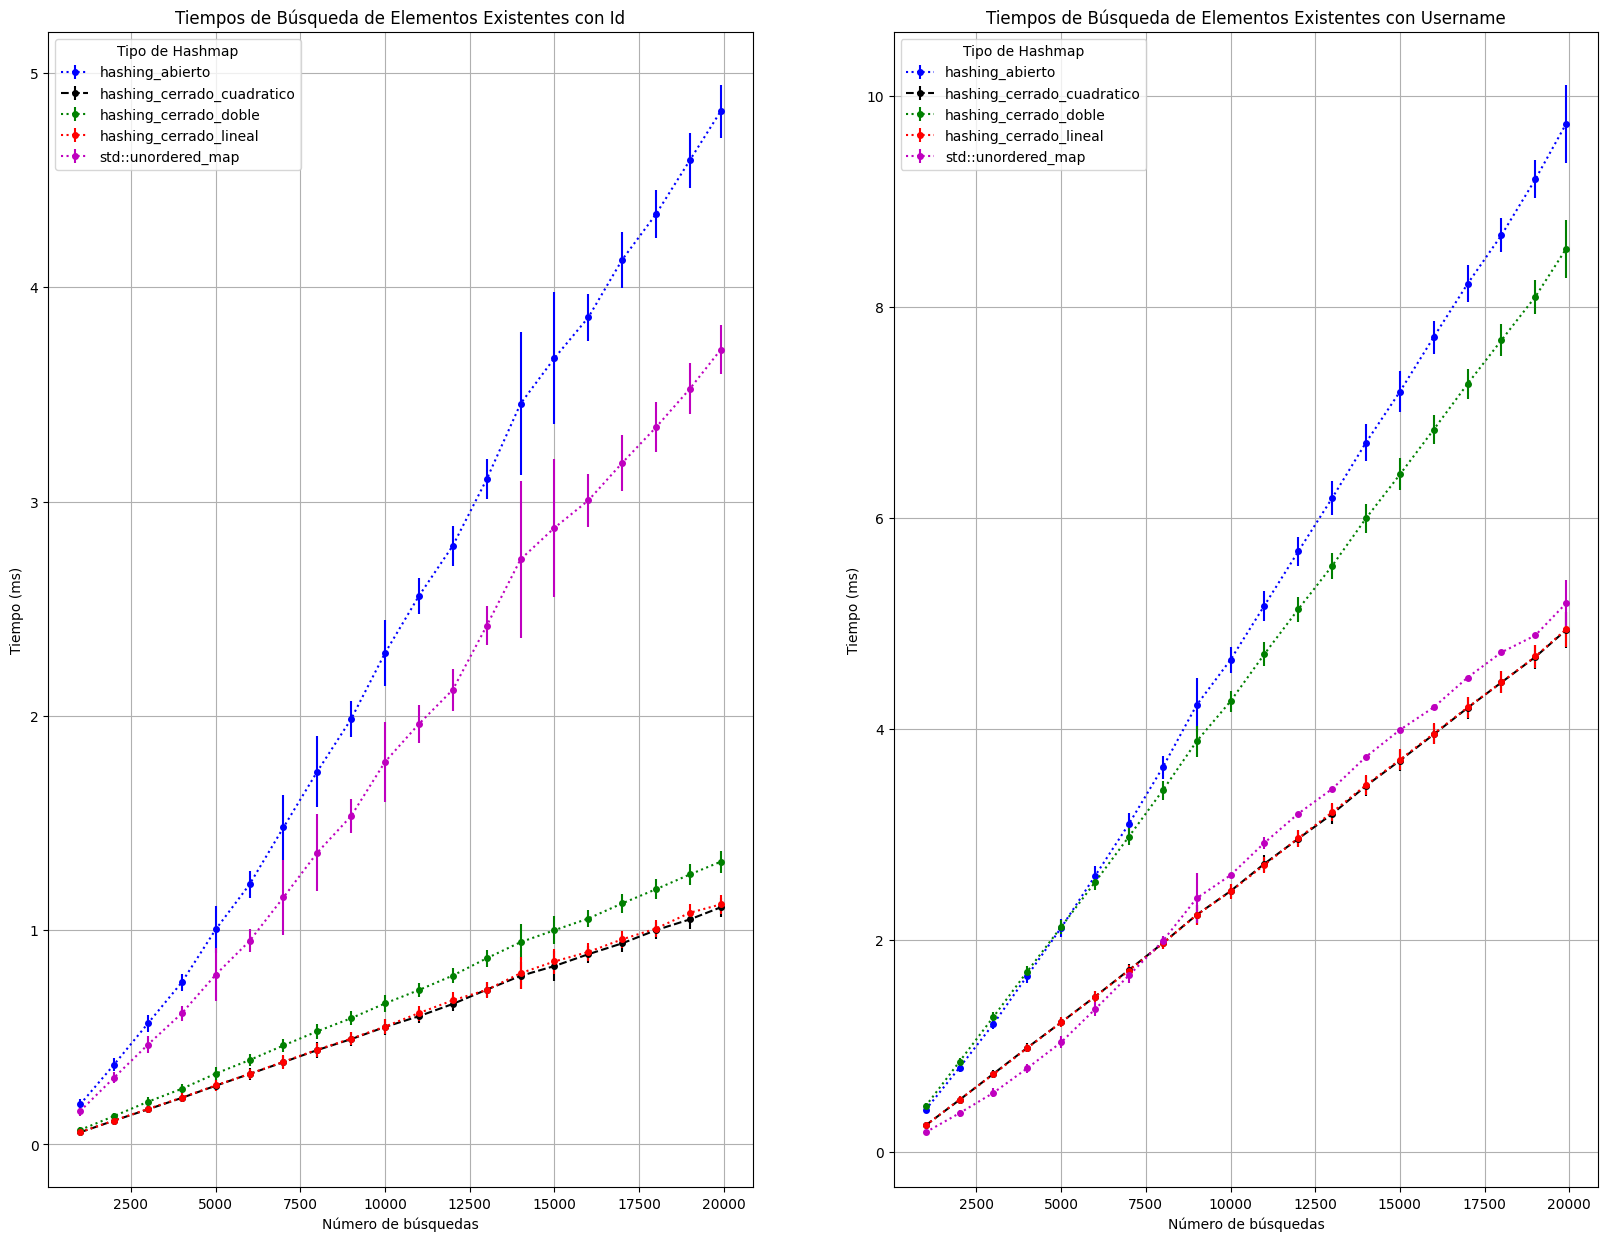 Tiempos de Búsqueda de Elementos Existentes con Id
Tipo de Hashmap
hashing_abierto
hashing_cerrado_cuadratico
hashing_cerrado_doble
hashing_cerrado_lineal
std::unordered_map
5
4
3
2
1
0
Tiempo (ms)
2500 5000 7500 10000 12500 15000 17500 20000
Número de búsquedas
Tiempos de Búsqueda de Elementos Existentes con Username
Tipo de Hashmap
hashing_abierto
hashing_cerrado_cuadratico
hashing_cerrado_doble
hashing_cerrado_lineal
std::unordered_map
10
8
6
4
2
0
Tiempo (ms)
2500 5000 7500 10000 12500 15000 17500 20000
Número de búsquedas